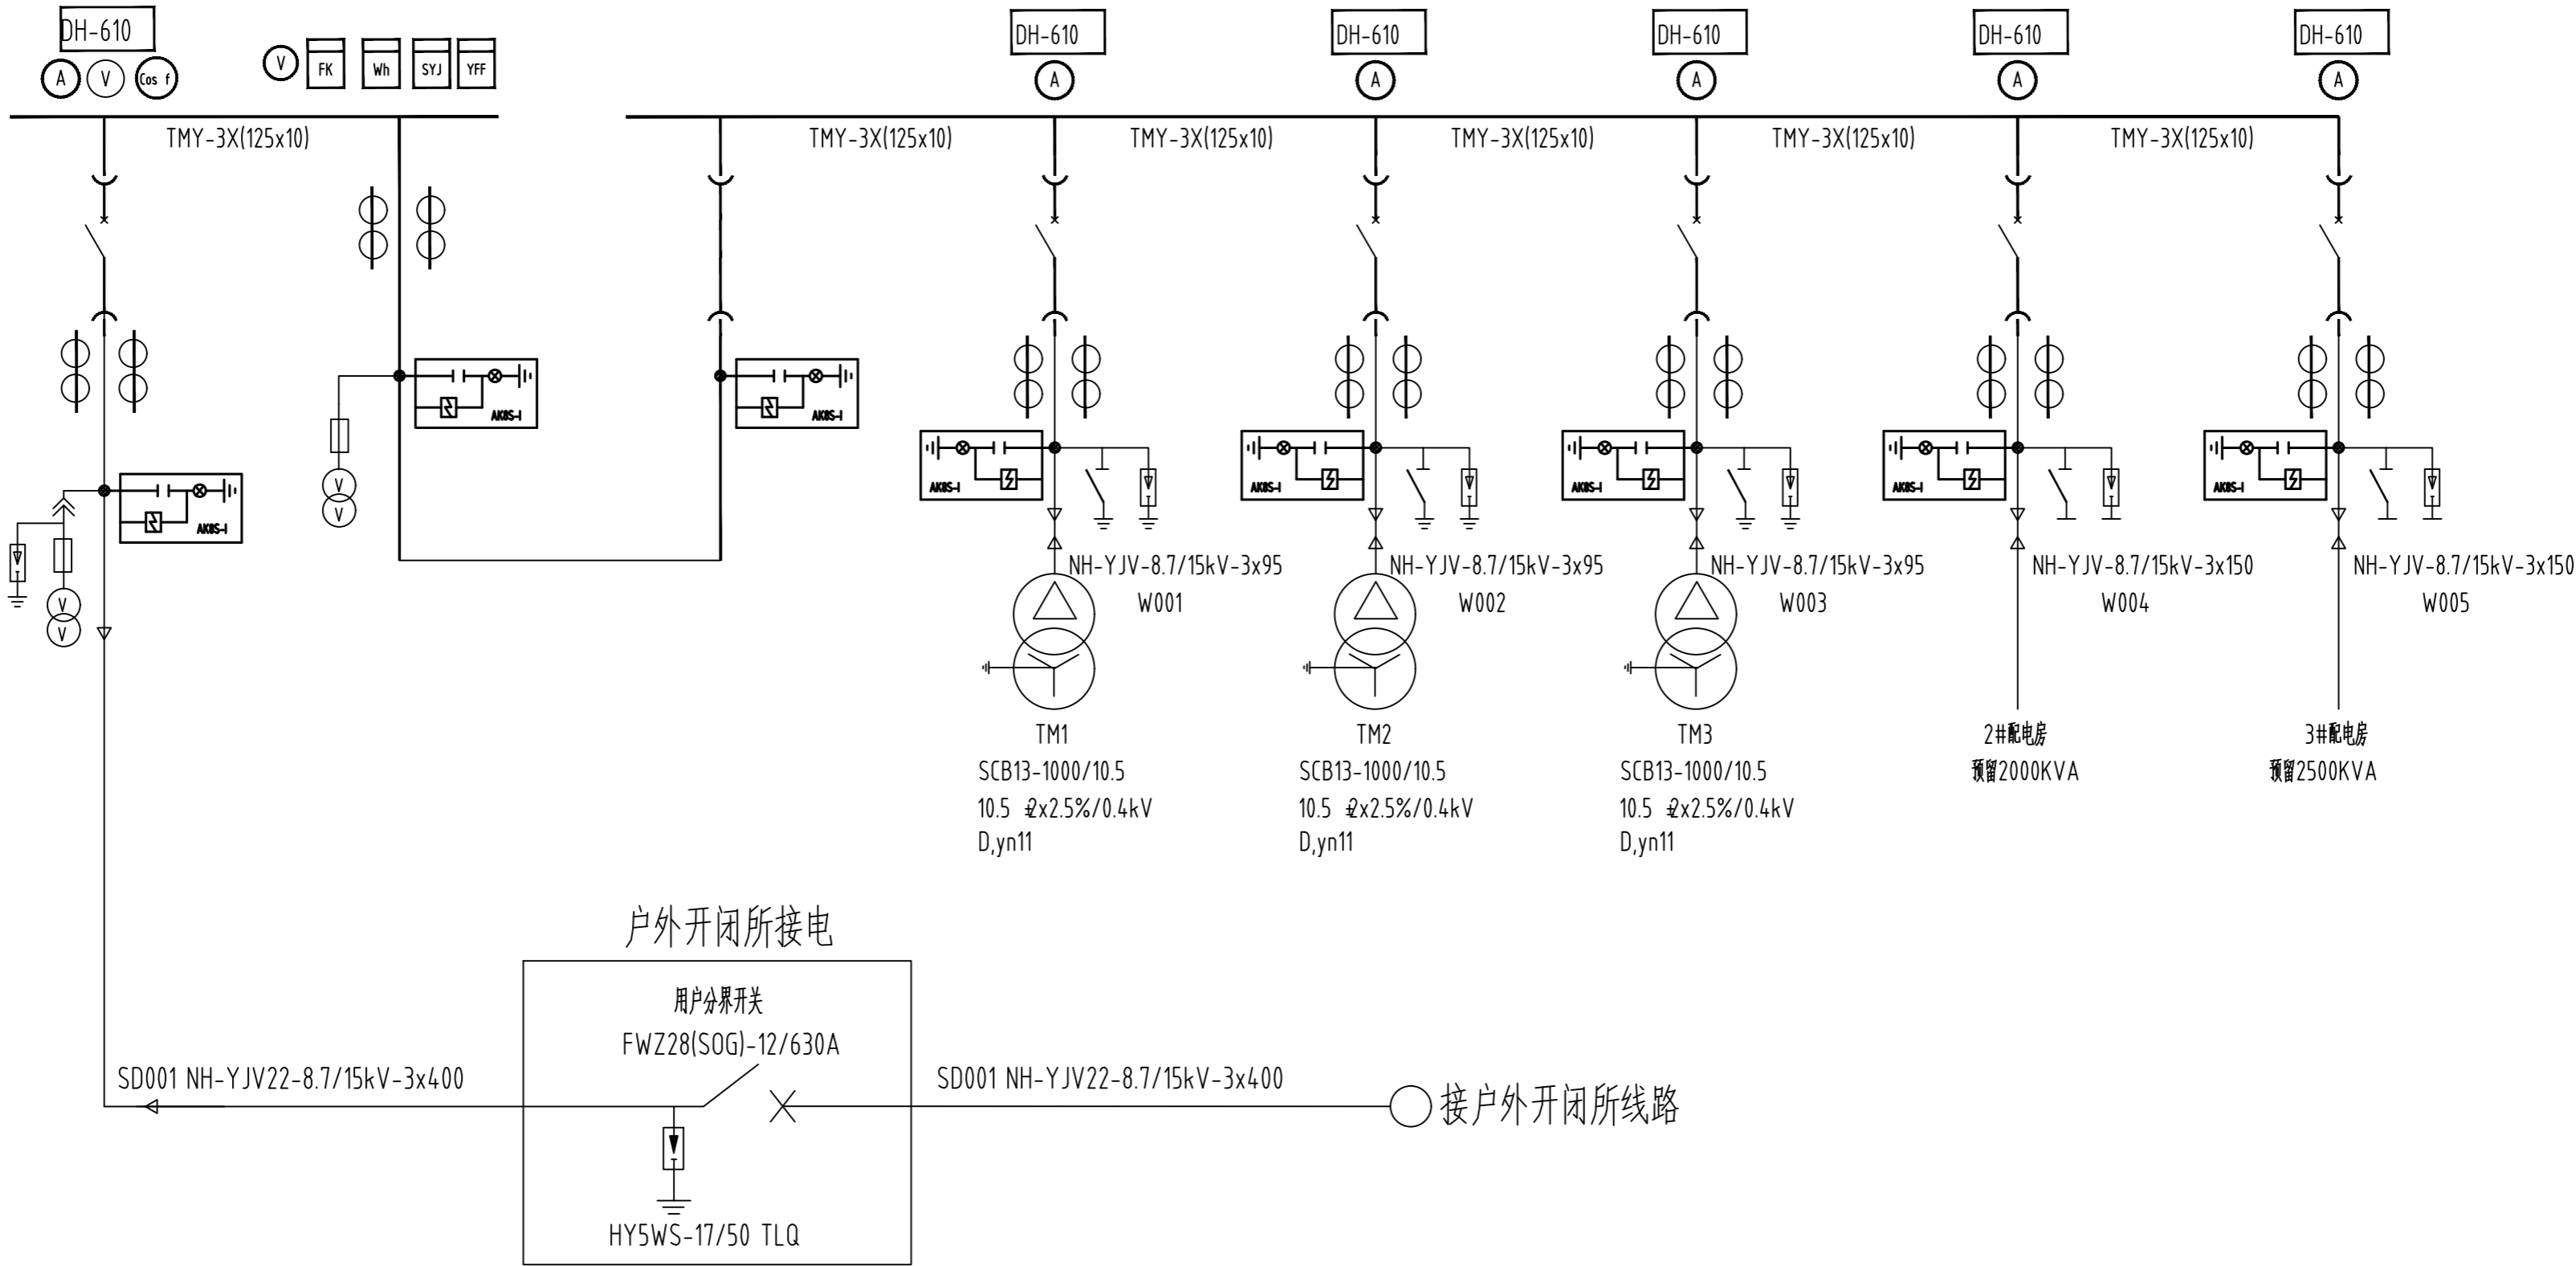 DH-610
DH-610
DH-610
DH-610
DH-610
DH-610
A
V
Cos f
V
FK
Wh
SYJ
YFF
A
A
A
A
A
TMY-3X(125x10)
TMY-3X(125x10)
TMY-3X(125x10)
TMY-3X(125x10)
TMY-3X(125x10)
TMY-3X(125x10)
AK8S-I
AK8S-I
AK8S-I
AK8S-I
AK8S-I
AK8S-I
AK8S-I
AK8S-I
V
V
V
V
NH-YJV-8.7/15kV-3x95
W001
NH-YJV-8.7/15kV-3x95
W002
NH-YJV-8.7/15kV-3x95
W003
NH-YJV-8.7/15kV-3x150
W004
NH-YJV-8.7/15kV-3x150
W005
TM1
SCB13-1000/10.5
10.5 ±2x2.5%/0.4kV
D,yn11
TM2
SCB13-1000/10.5
10.5 ±2x2.5%/0.4kV
D,yn11
TM3
SCB13-1000/10.5
10.5 ±2x2.5%/0.4kV
D,yn11
2#配电房
预留2000KVA
3#配电房
预留2500KVA
户外开闭所接电
用户分界开关
FWZ28(SOG)-12/630A
SD001 NH-YJV22-8.7/15kV-3x400
SD001 NH-YJV22-8.7/15kV-3x400
接户外开闭所线路
HY5WS-17/50 TLQ